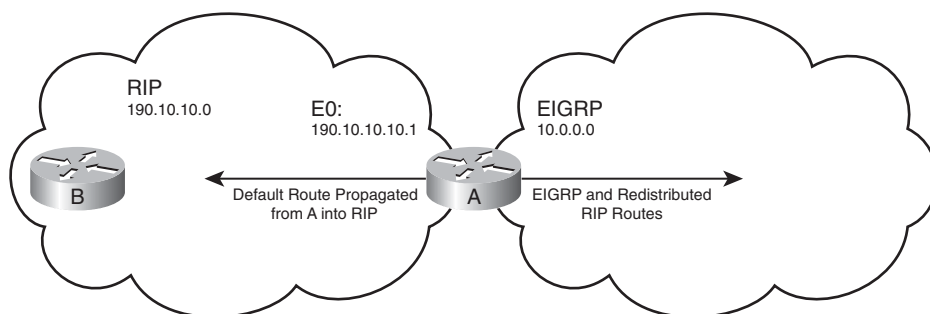 RIP
190.10.10.0
E0:
190.10.10.10.1
EIGRP
10.0.0.0
B
Default Route Propagated
from A into RIP
A
EIGRP and Redistributed
RIP Routes